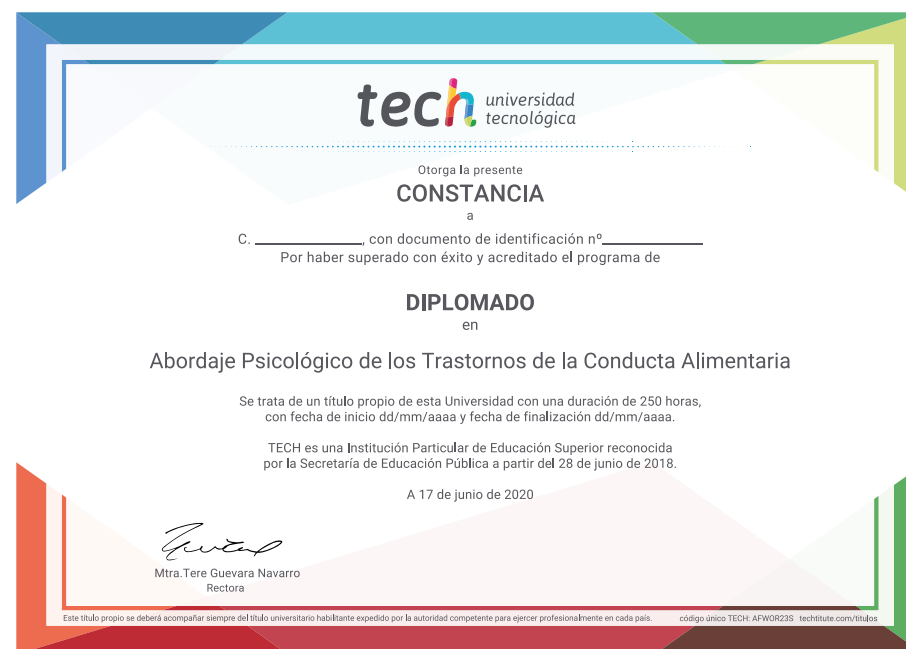 tech universidad
tecnológica
Otorga la presente
CONSTANCIA
a
C. ____________, con documento de identificación nº____________
Por haber superado con éxito y acreditado el programa de
DIPLOMADO
en
Abordaje Psicológico de los Trastornos de la Conducta Alimentaria
Se trata de un título propio de esta Universidad con una duración de 250 horas,
con fecha de inicio dd/mm/aaaa y fecha de finalización dd/mm/aaaa.
TECH es una Institución Particular de Educación Superior reconocida
por la Secretaría de Educación Pública a partir del 28 de junio de 2018.
A 17 de junio de 2020
Mtra.Tere Guevara Navarro
Rectora
Este título propio se deberá acompañar siempre del título universitario habilitante expedido por la autoridad competente para ejercer profesionalmente en cada país. código único TECH: AFWOR23S techtitute.com/titulos